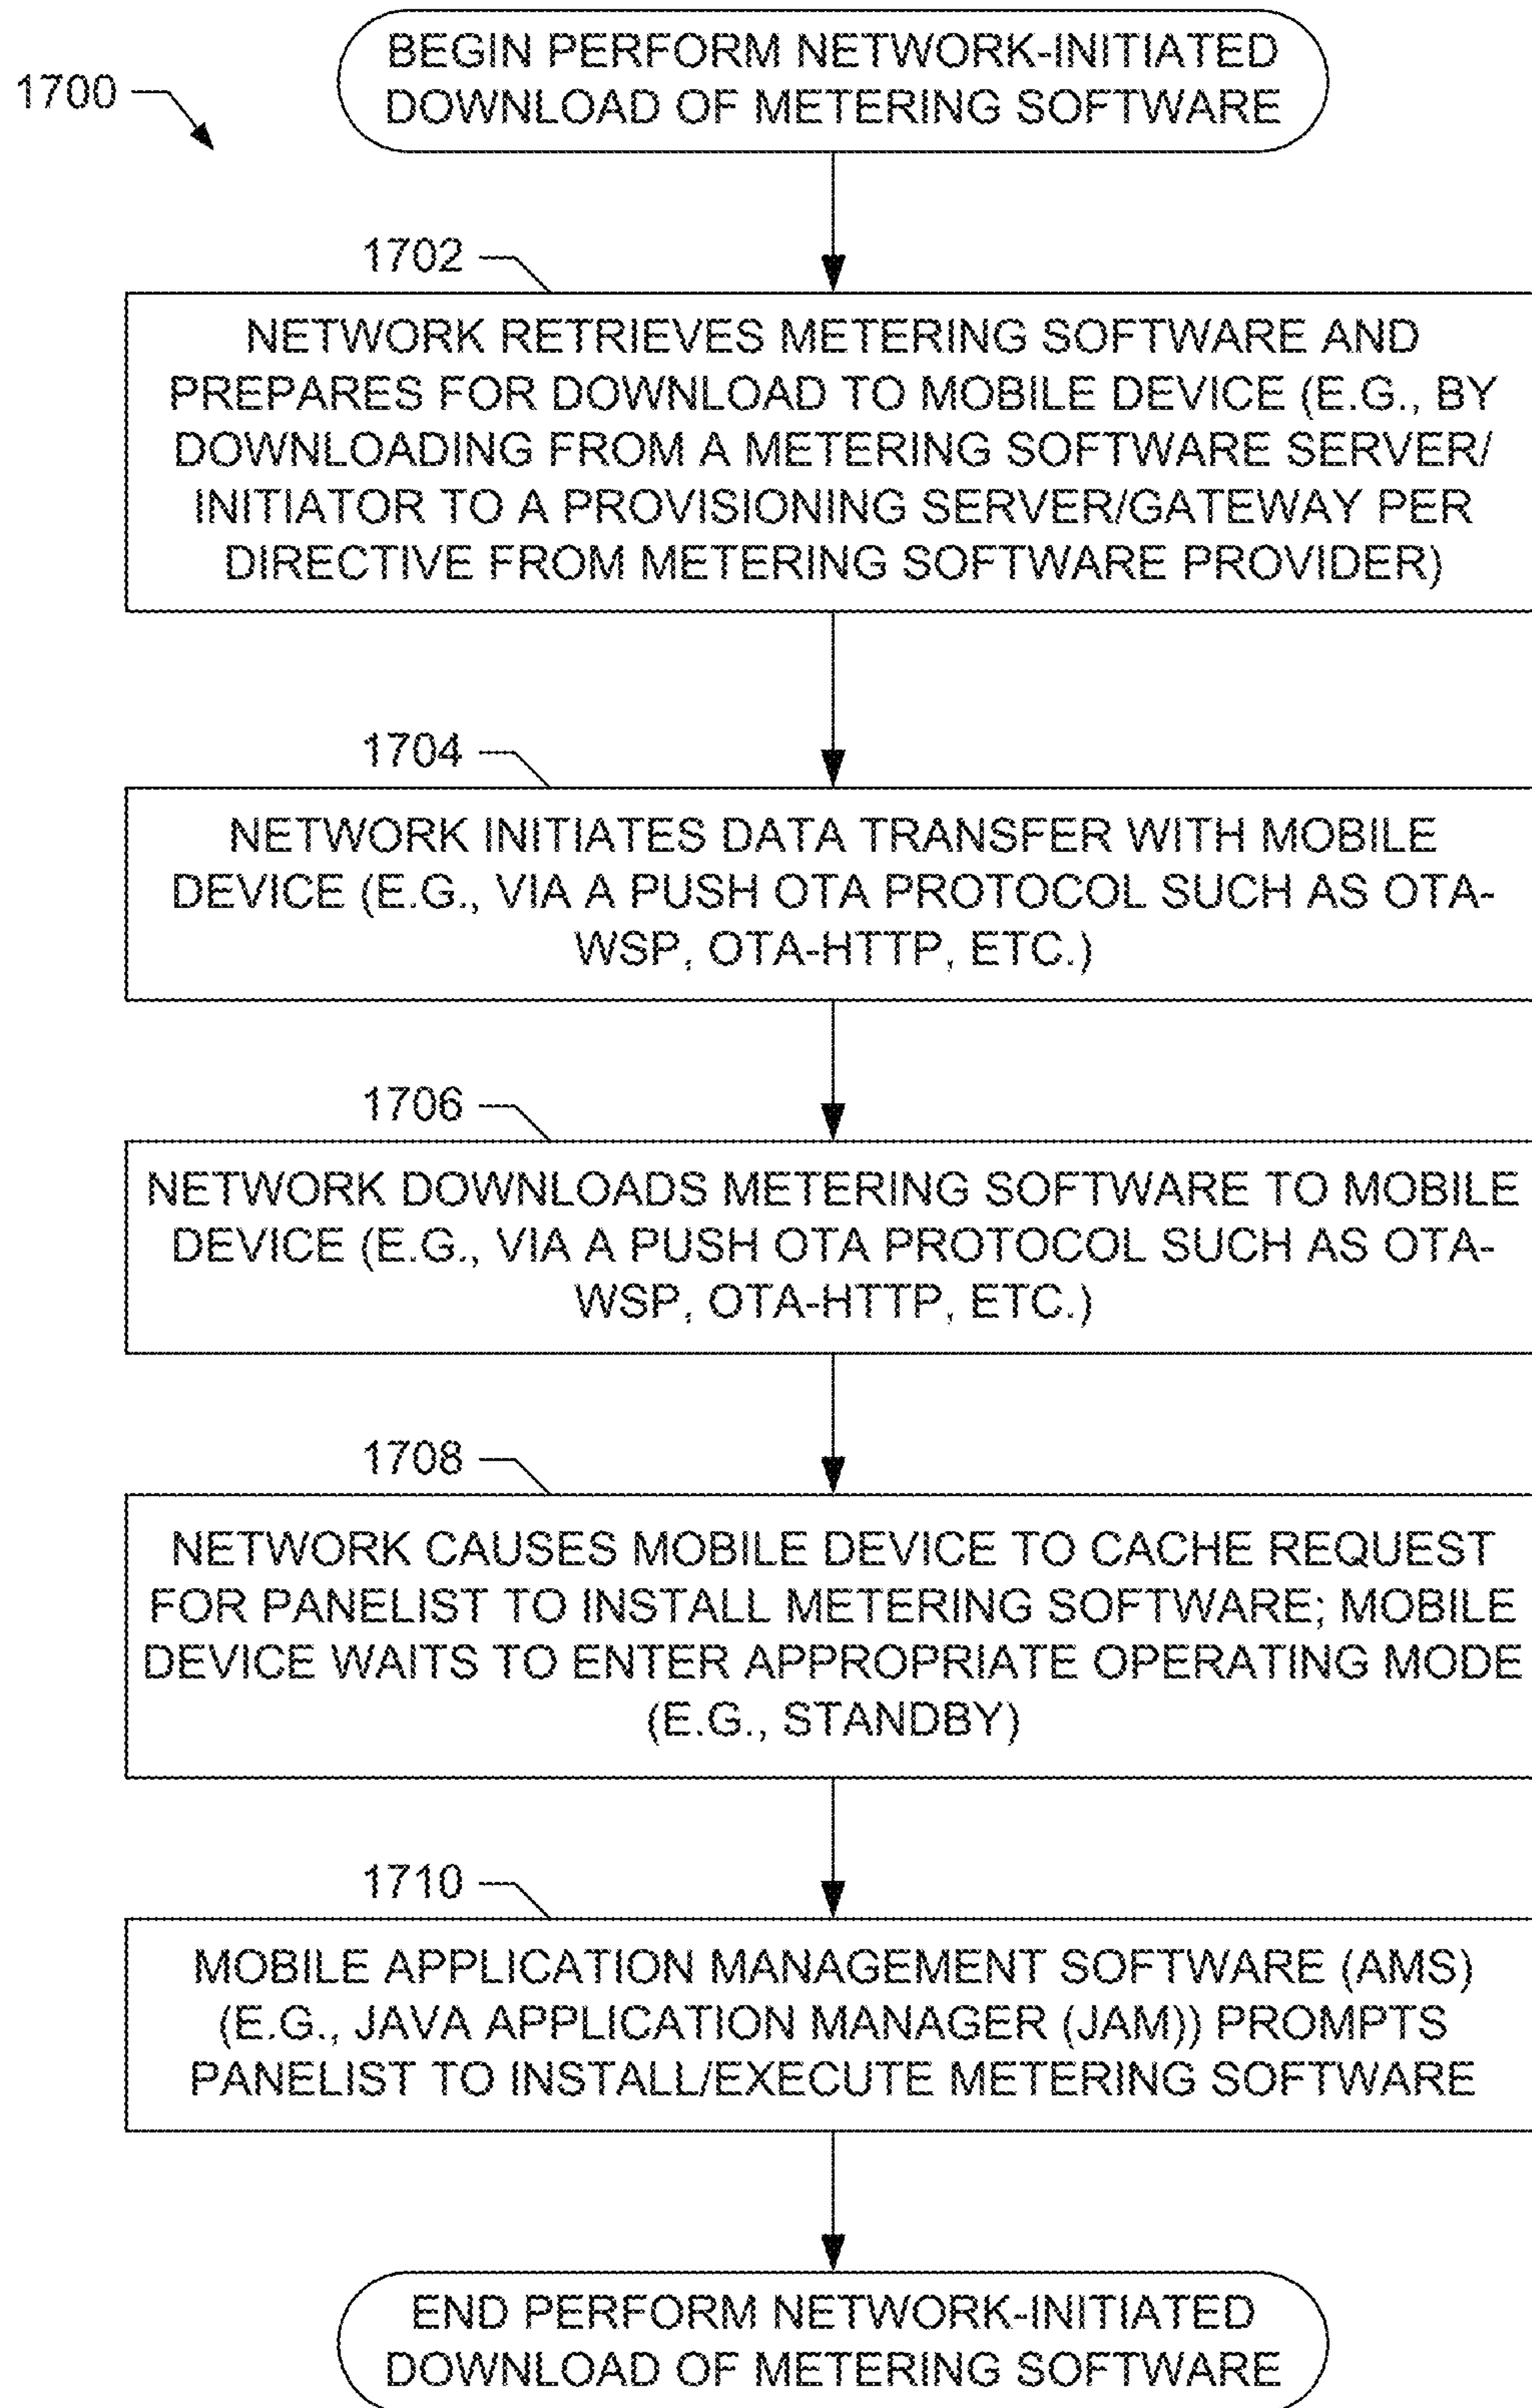 BEGIN PERFORM NETWORK-INITIATED
DOWNLOAD OF METERING SOFTWARE
1700
1702
NETWORK RETRIEVES METERING SOFTWARE AND
PREPARES FOR DOWNLOAD TO MOBILE DEVICE (E.G., BY
DOWNLOADING FROM A METERING SOFTWARE SERVER/
INITIATOR TO A PROVISIONING SERVER/GATEWAY PER
DIRECTIVE FROM METERING SOFTWARE PROVIDER)
1704
NETWORK INITIATES DATA TRANSFER WITH MOBILE
DEVICE (E.G., VIA A PUSH OTA PROTOCOL SUCH AS OTA-
WSP, OTA-HTTP, ETC.)
1706
NETWORK DOWNLOADS METERING SOFTWARE TO MOBILE
DEVICE (E.G., VIA A PUSH OTA PROTOCOL SUCH AS OTA-
WSP, OTA-HTTP, ETC.)
1708
NETWORK CAUSES MOBILE DEVICE TO CACHE REQUEST
FOR PANELIST TO INSTALL METERING SOFTWARE; MOBILE
DEVICE WAITS TO ENTER APPROPRIATE OPERATING MODE
(E.G., STANDBY)
1710
MOBILE APPLICATION MANAGEMENT SOFTWARE (AMS)
(E.G., JAVA APPLICATION MANAGER (JAM)) PROMPTS
PANELIST TO INSTALL/EXECUTE METERING SOFTWARE
END PERFORM NETWORK-INITIATED
DOWNLOAD OF METERING SOFTWARE